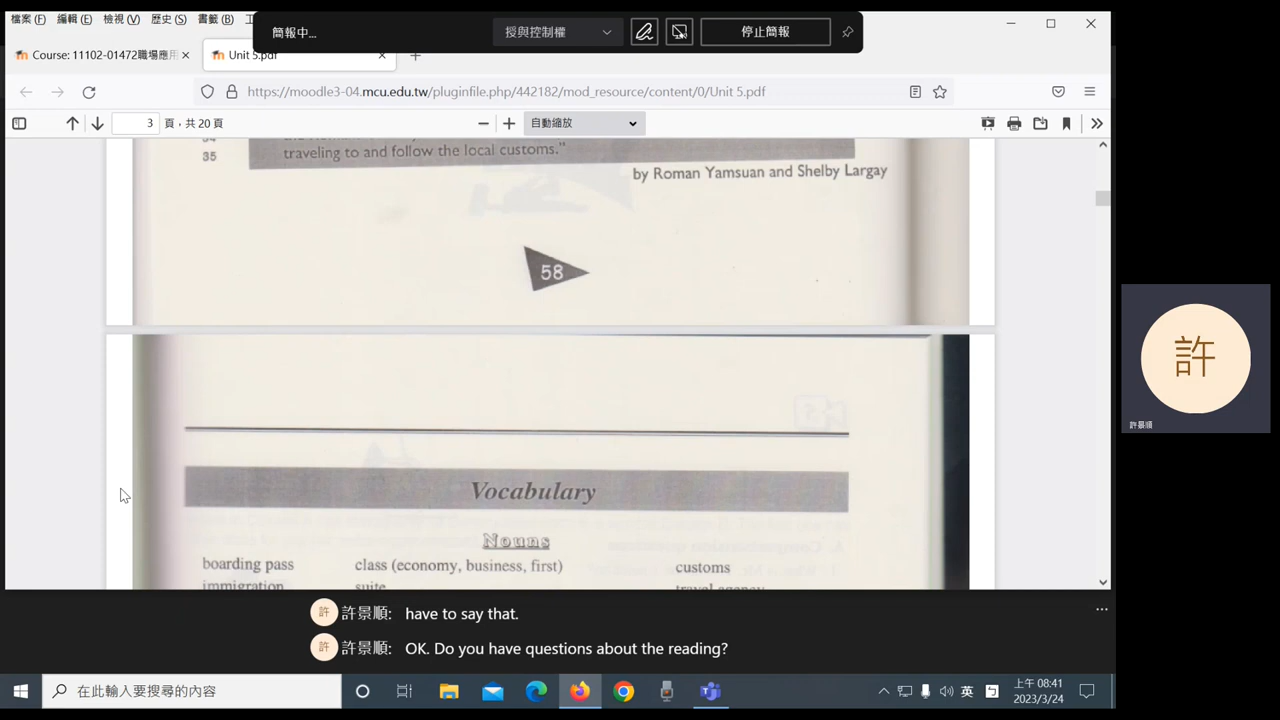 檔案(F) 編輯(E) 檢視(V) 歷史(S) 書籤(B)
簡報中... 授與控制權 停止簡報
Course: 11102-01472職場應用
Unit 5.pdf
https://moodle3-04.mcu.edu.tw/pluginfile.php/442182/mod_resource/content/0/Unit 5.pdf
3 頁，共 20 頁 自動縮放
35 traveling to and follow the local customs."
by Roman Yamsuan and Shelby Largay
58
Vocabulary
Nouns
boarding pass class (economy, business, first) customs
immigration suite travel agency
許
許景順
許 許景順: have to say that.
許 許景順: OK. Do you have questions about the reading?
在此輸入要搜尋的內容
英
上午 08:41
2023/3/24